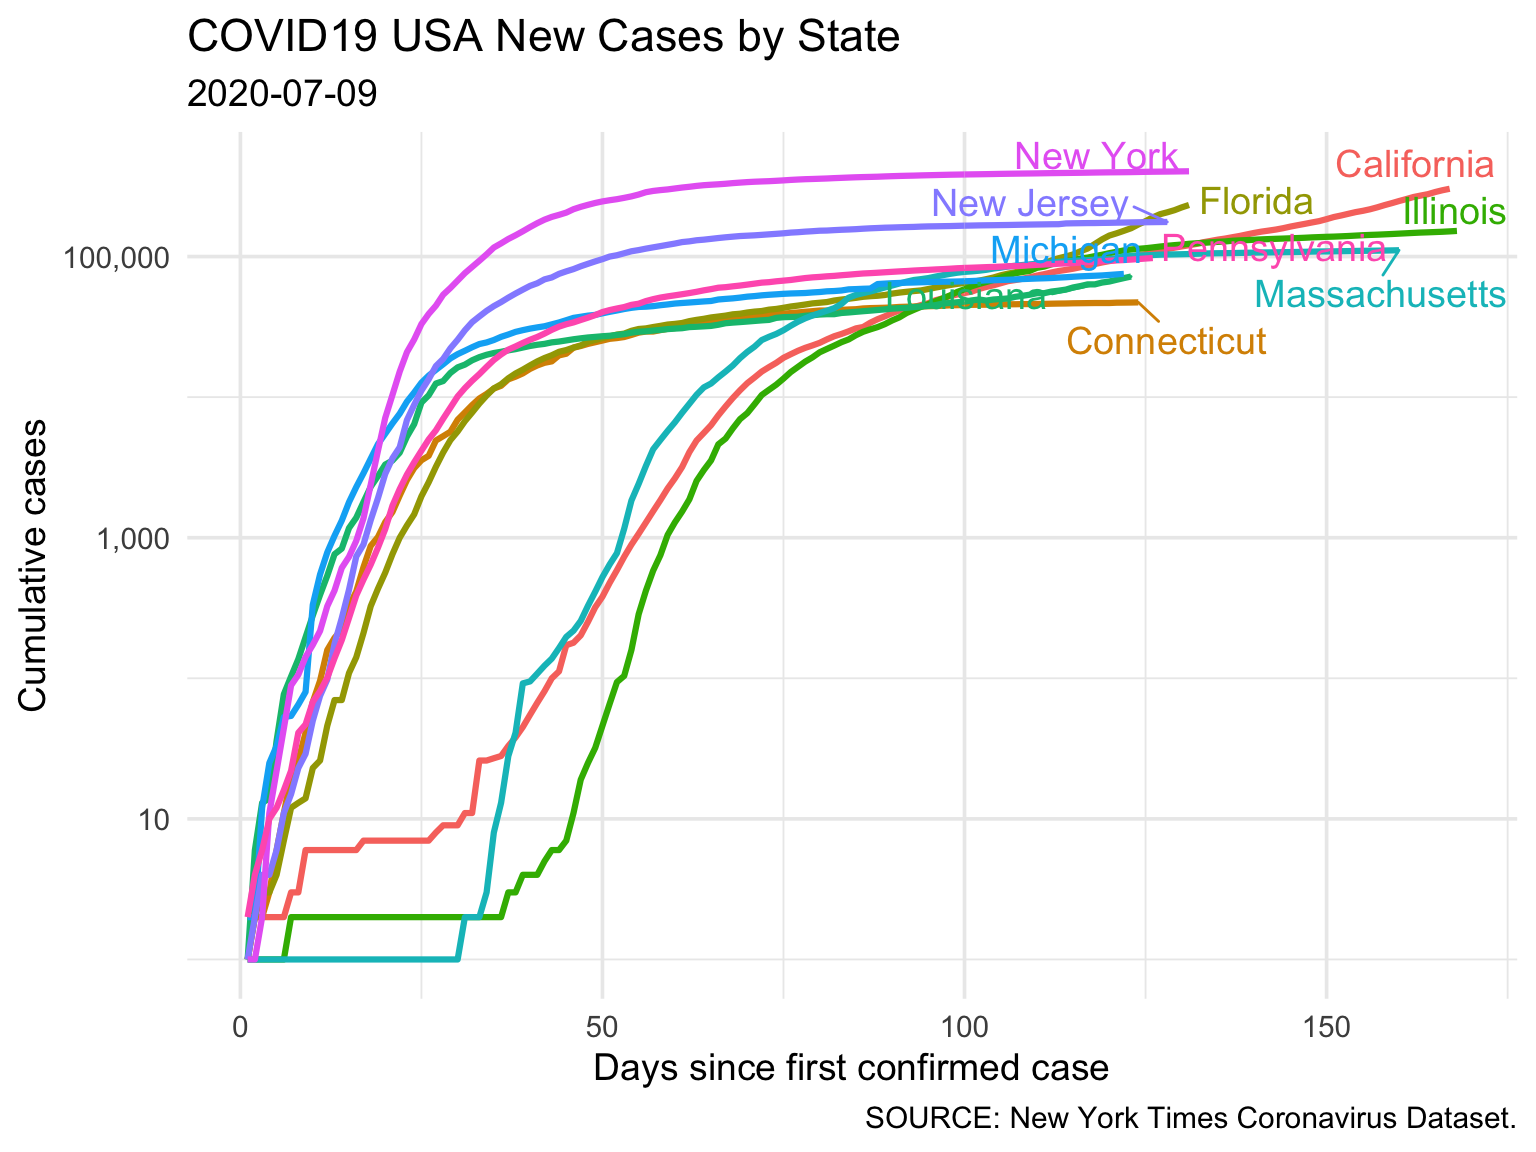 COVID19 USA New Cases by State
2020-07-09
New York
California
New Jersey
Florida
Illinois
Michigan
Pennsylvania
Louisiana
Massachusetts
Connecticut
100,000
1,000
10
Cumulative cases
0 50 100 150
Days since first confirmed case
SOURCE: New York Times Coronavirus Dataset.